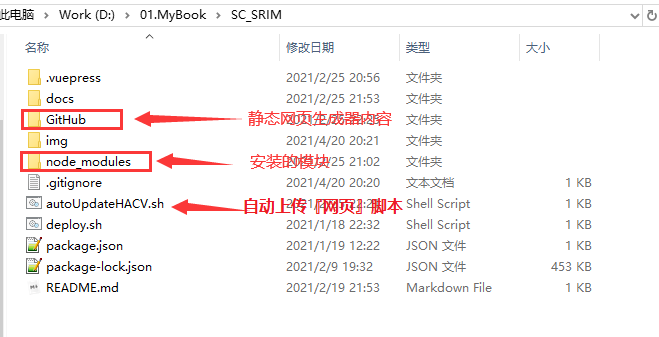 此电脑 > Work (D:) > 01.MyBook > SC_SRIM
名称 修改日期 类型 大小
.vuepress 2021/2/25 20:56 文件夹
docs 2021/2/25 21:53 文件夹
GitHub 静态网页生成器内容 文件夹
img 2021/4/20 20:21 文件夹
node_modules 安装的模块 21:02 文件夹
.gitignore 2021/4/20 20:20 文本文档 1 KB
autoUpdateHACV.sh 自动上传『网页』脚本 Shell Script 1 KB
deploy.sh 2021/1/18 22:32 Shell Script 1 KB
package.json 2021/1/19 12:22 JSON 文件 1 KB
package-lock.json 2021/2/9 19:32 JSON 文件 453 KB
README.md 2021/2/19 21:53 Markdown File 1 KB